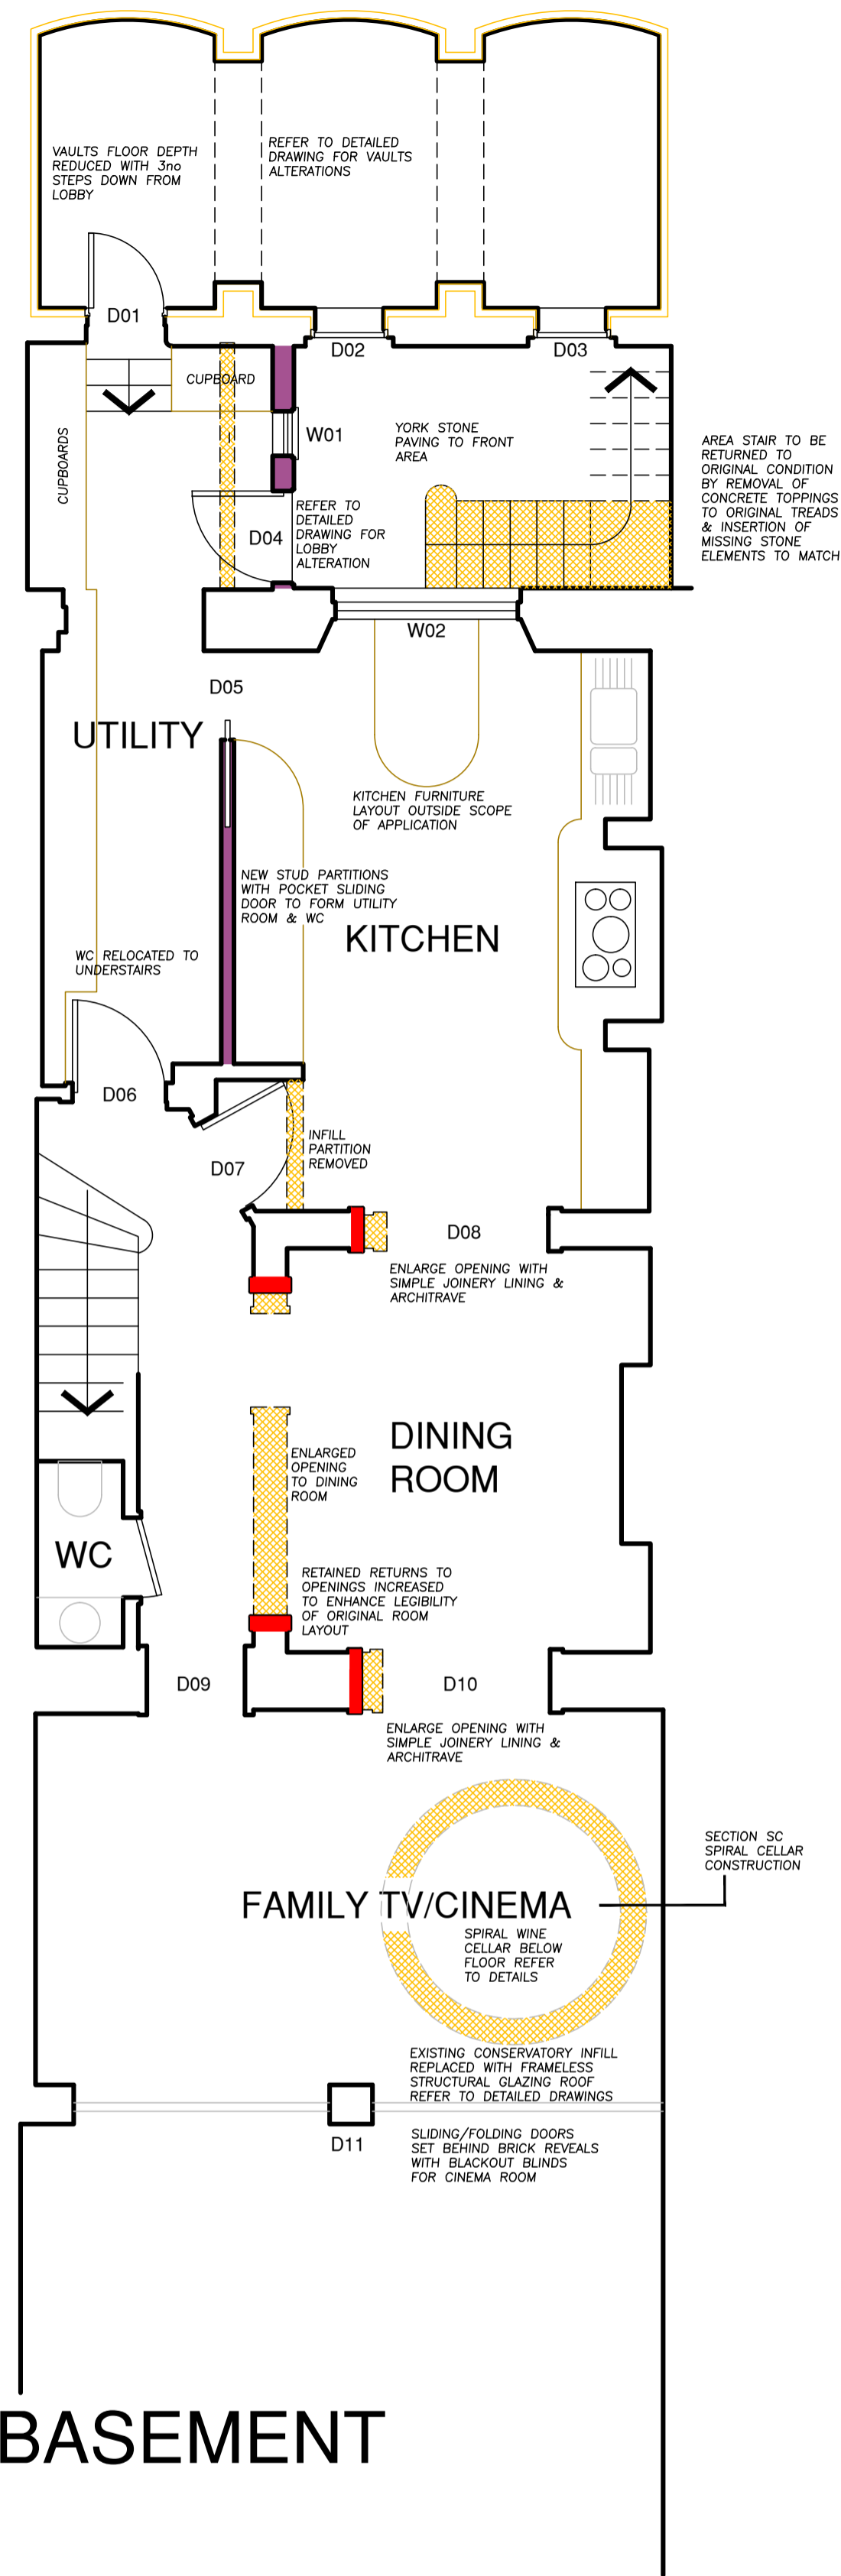 VAULTS FLOOR DEPTH
REDUCED WITH 3no
STEPS DOWN FROM
LOBBY
REFER TO DETAILED
DRAWING FOR VAULTS
ALTERATIONS
D01
D02
D03
CUPBOARD
CUPBOARDS
W01
YORK STONE
PAVING TO FRONT
AREA
AREA STAIR TO BE
RETURNED TO
ORIGINAL CONDITION
BY REMOVAL OF
CONCRETE TOPPINGS
TO ORIGINAL TREADS
& INSERTION OF
MISSING STONE
ELEMENTS TO MATCH
REFER TO
DETAILED
DRAWING FOR
LOBBY
ALTERATION
D04
W02
D05
UTILITY
KITCHEN FURNITURE
LAYOUT OUTSIDE SCOPE
OF APPLICATION
NEW STUD PARTITIONS
WITH POCKET SLIDING
DOOR TO FORM UTILITY
ROOM & WC
KITCHEN
WC RELOCATED TO
UNDERSTAIRS
D06
INFILL
PARTITION
REMOVED
D07
D08
ENLARGE OPENING WITH
SIMPLE JOINERY LINING &
ARCHITRAVE
DINING
ROOM
ENLARGED
OPENING
TO DINING
ROOM
WC
RETAINED RETURNS TO
OPENINGS INCREASED
TO ENHANCE LEGIBILITY
OF ORIGINAL ROOM
LAYOUT
D09
D10
ENLARGE OPENING WITH
SIMPLE JOINERY LINING &
ARCHITRAVE
SECTION SC
SPIRAL CELLAR
CONSTRUCTION
FAMILY TV/CINEMA
SPIRAL WINE
CELLAR BELOW
FLOOR REFER
TO DETAILS
EXISTING CONSERVATORY INFILL
REPLACED WITH FRAMELESS
STRUCTURAL GLAZING ROOF
REFER TO DETAILED DRAWINGS
D11
SLIDING/FOLDING DOORS
SET BEHIND BRICK REVEALS
WITH BLACKOUT BLINDS
FOR CINEMA ROOM
BASEMENT